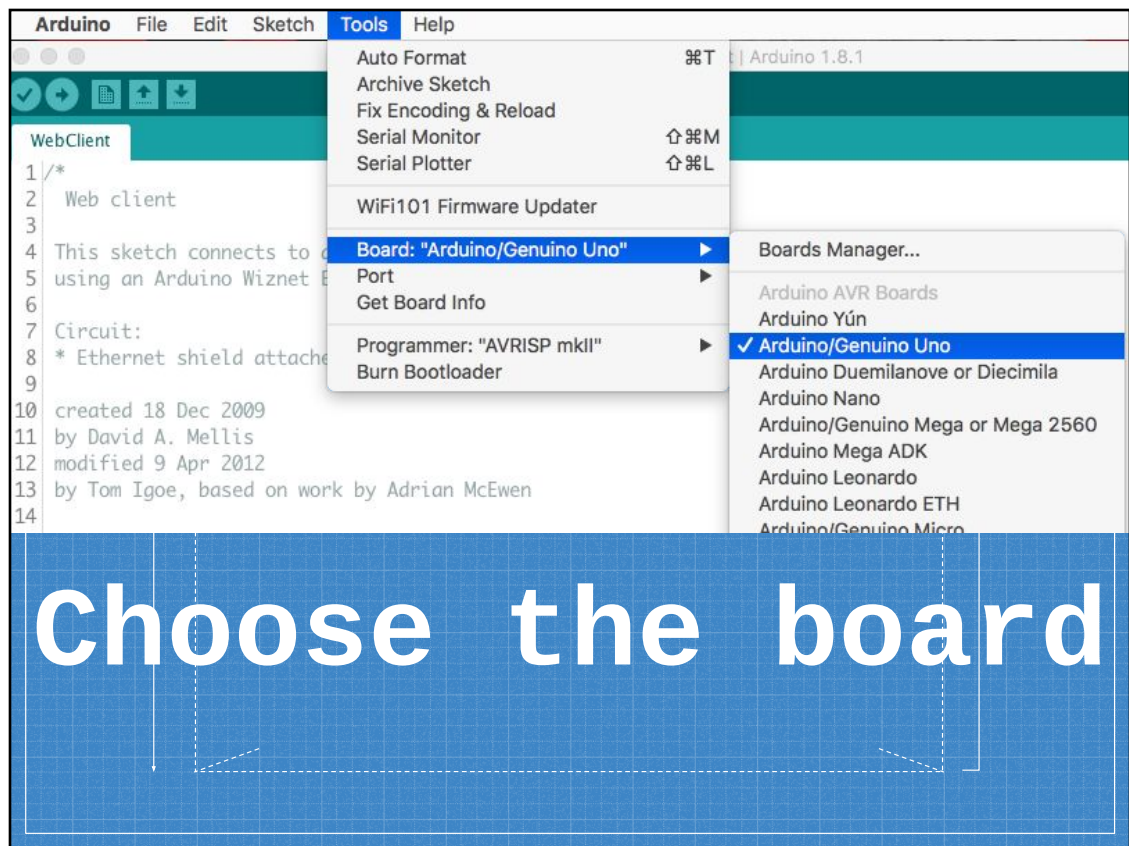 Arduino File Edit Sketch Tools Help
| Arduino 1.8.1
WebClient
Auto Format ⌘T
Archive Sketch
Fix Encoding & Reload
Serial Monitor ⇧⌘M
Serial Plotter ⇧⌘L
WiFi101 Firmware Updater
Board: "Arduino/Genuino Uno" ▶
Port ▶
Get Board Info
Programmer: "AVRISP mkII" ▶
Burn Bootloader
Boards Manager...
Arduino AVR Boards
Arduino Yún
✓ Arduino/Genuino Uno
Arduino Duemilanove or Diecimila
Arduino Nano
Arduino/Genuino Mega or Mega 2560
Arduino Mega ADK
Arduino Leonardo
Arduino Leonardo ETH
Arduino/Genuino Micro
1 /*
2 Web client
3
4 This sketch connects to
5 using an Arduino Wiznet
6
7 Circuit:
8 * Ethernet shield attache
9
10 created 18 Dec 2009
11 by David A. Mellis
12 modified 9 Apr 2012
13 by Tom Igoe, based on work by Adrian McEwen
14
Choose the board